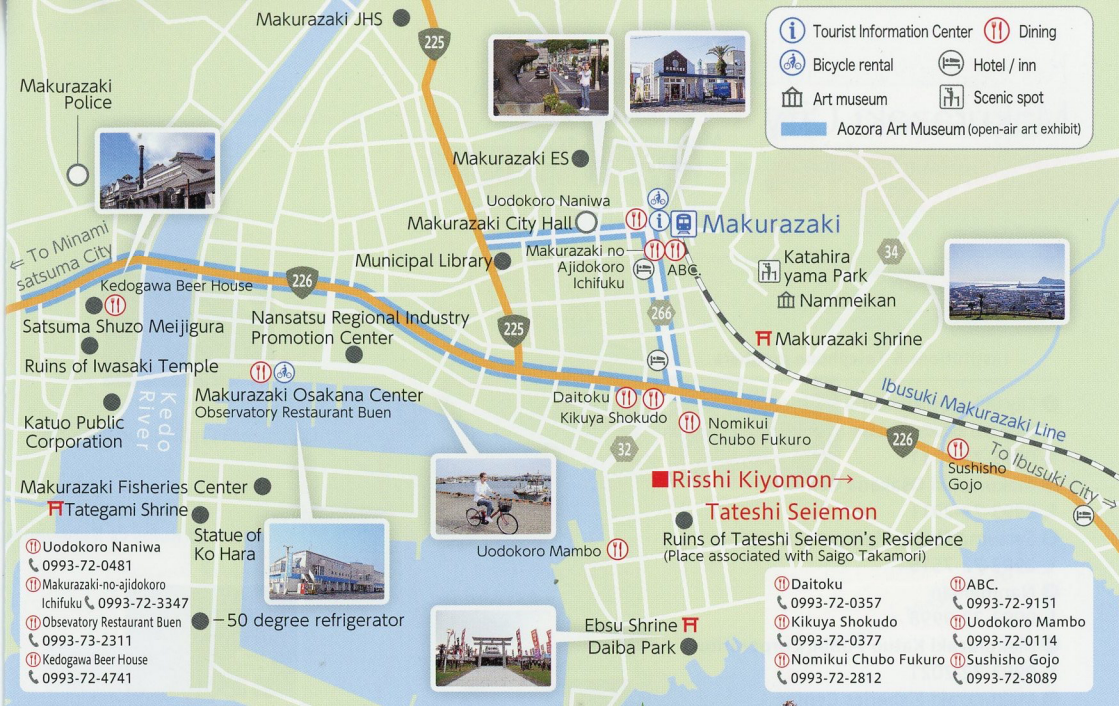 Makurazaki JHS
225
Makurazaki
Police
Tourist Information Center
Dining
Bicycle rental
Hotel / inn
Art museum
Scenic spot
Aozora Art Museum (open-air art exhibit)
Makurazaki ES
Uodokoro Naniwa
Makurazaki City Hall
Makurazaki
Makurazaki no
Ajidokoro
Ichifuku
ABC.
Municipal Library
Katahira
yama Park
34
Nammeikan
← To Minami
satsuma City
Kedogawa Beer House
226
Satsuma Shuzo Meijigura
Nansatsu Regional Industry
Promotion Center
225
266
Makurazaki Shrine
Ruins of Iwasaki Temple
Makurazaki Osakana Center
Observatory Restaurant Buen
Daitoku
Kikuya Shokudo
Nomikui
Chubo Fukuro
Ibusuki Makurazaki Line
226
To Ibusuki City →
Sushisho
Gojo
Katuo Public
Corporation
Kedo
River
32
Risshi Kiyomon→
Tateshi Seiemon
Ruins of Tateshi Seiemon's Residence
(Place associated with Saigo Takamori)
Makurazaki Fisheries Center
Tategami Shrine
Statue of
Ko Hara
Uodokoro Mambo
−50 degree refrigerator
Ebsu Shrine
Daiba Park
Uodokoro Naniwa
0993-72-0481
Makurazaki-no-ajidokoro
Ichifuku 0993-72-3347
Obsevatory Restaurant Buen
0993-73-2311
Kedogawa Beer House
0993-72-4741
Daitoku
0993-72-0357
Kikuya Shokudo
0993-72-0377
Nomikui Chubo Fukuro
0993-72-2812
ABC.
0993-72-9151
Uodokoro Mambo
0993-72-0114
Sushisho Gojo
0993-72-8089